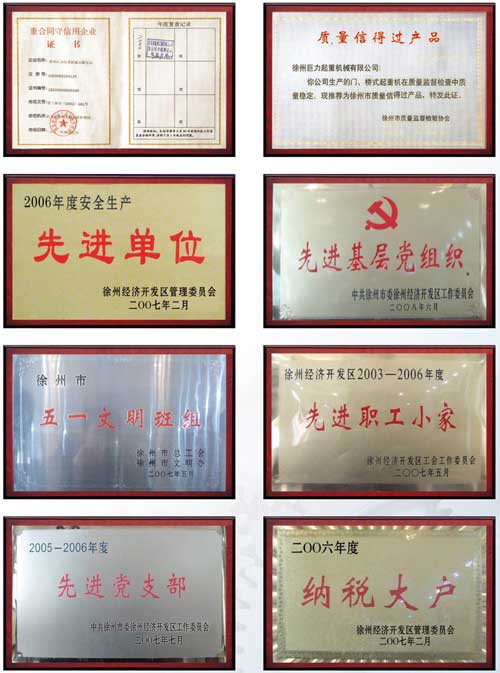 重合同守信用企业
证书
企业名称:
证书编号:
年度复查记录
质量信得过产品
徐州巨力起重机械有限公司:
你公司生产的门、桥式起重机在质量监督检查中质
量稳定。现推荐为徐州市质量信得过产品,特发此证。
徐州市质量监督检验协会
2006年度安全生产
先进单位
徐州经济开发区管理委员会
二〇〇七年二月
先进基层党组织
中共徐州市委徐州经济开发区工作委员会
二〇〇八年六月
徐州市
五一文明班组
徐州市总工会
徐州市文明办
二〇〇七年五月
徐州经济开发区2003—2006年度
先进职工小家
徐州经济开发区工会工作委员会
二〇〇七年五月
2005－2006年度
先进党支部
中共徐州市委徐州经济开发区工作委员会
二〇〇七年七月
二〇〇六年度
纳税大户
徐州经济开发区管理委员会
二〇〇七年二月